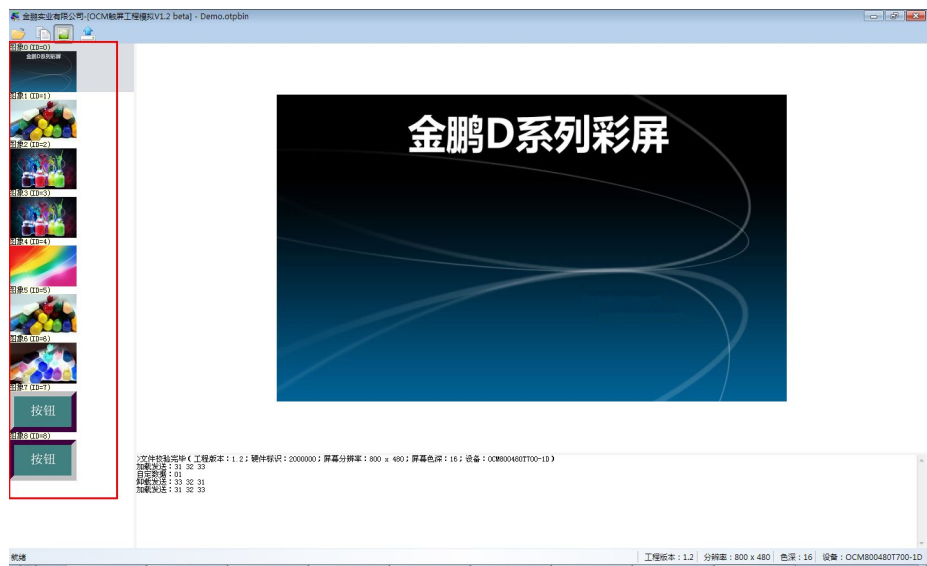 金鹏实业有限公司-[OCM触屏工程模拟V1.2 beta] - Demo.otpbin
图象0(ID=0)
金鹏D系列彩屏
图象1(ID=1)
图象2(ID=2)
图象3(ID=3)
图象4(ID=4)
图象5(ID=5)
图象6(ID=6)
图象7(ID=7)
按钮
图象8(ID=8)
按钮
金鹏D系列彩屏
>文件校验完毕(工程版本:1.2;硬件标识:2000000;屏幕分辨率:800 x 480;屏幕色深:16;设备:OCM800480T700-1D)
加载发送:31 32 33
自定数据:01
卸载发送:33 32 31
加载发送:31 32 33
就绪
工程版本:1.2 分辨率:800 x 480 色深:16 设备:OCM800480T700-1D